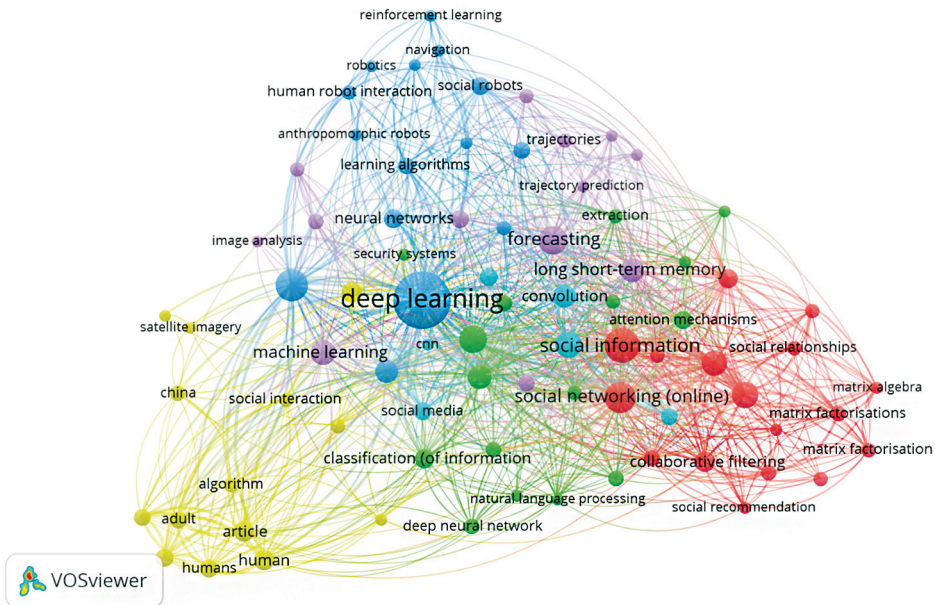 reinforcement learning
navigation
robotics
human robot interaction
social robots
anthropomorphic robots
trajectories
learning algorithms
trajectory prediction
neural networks
extraction
image analysis
forecasting
security systems
long short-term memory
deep learning
convolution
satellite imagery
attention mechanisms
cnn
social information
social relationships
machine learning
matrix algebra
china
social interaction
social networking (online)
social media
matrix factorisations
matrix factorisation
classification (of information
collaborative filtering
algorithm
natural language processing
social recommendation
adult
article
deep neural network
humans
human
VOSviewer